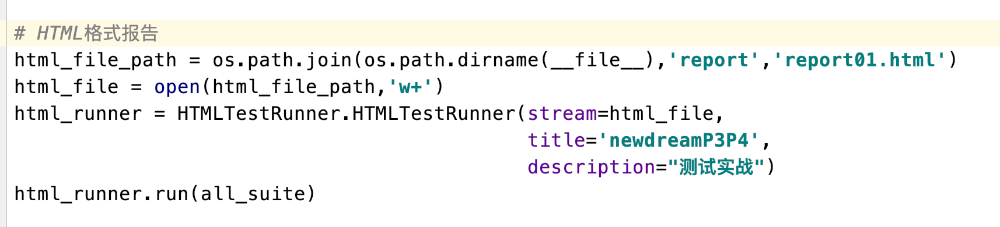 # HTML格式报告
html_file_path = os.path.join(os.path.dirname(__file__),'report','report01.html')
html_file = open(html_file_path,'w+')
html_runner = HTMLTestRunner.HTMLTestRunner(stream=html_file,
title='newdreamP3P4',
description="测试实战")
html_runner.run(all_suite)